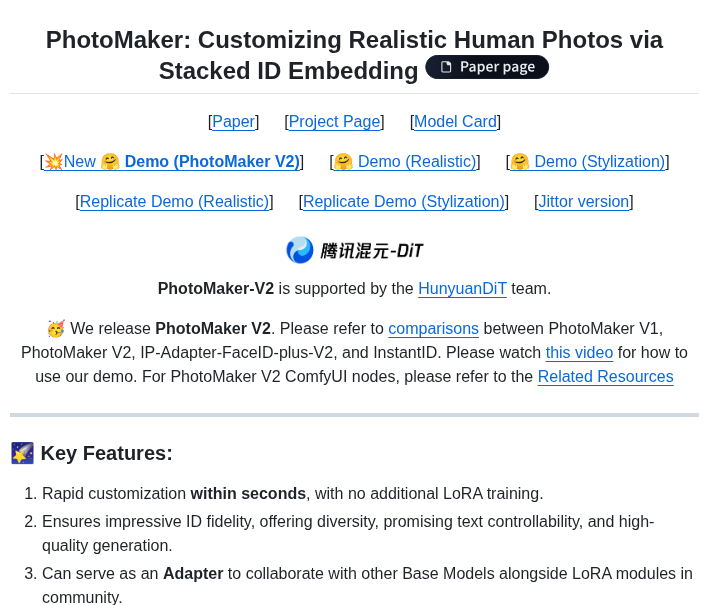 PhotoMaker: Customizing Realistic Human Photos via
Stacked ID Embedding Paper page
[Paper] [Project Page] [Model Card]
[💥New 🤗 Demo (PhotoMaker V2)] [🤗 Demo (Realistic)] [🤗 Demo (Stylization)]
[Replicate Demo (Realistic)] [Replicate Demo (Stylization)] [Jittor version]
腾讯混元-DiT
PhotoMaker-V2 is supported by the HunyuanDiT team.
🥳 We release PhotoMaker V2. Please refer to comparisons between PhotoMaker V1,
PhotoMaker V2, IP-Adapter-FaceID-plus-V2, and InstantID. Please watch this video for how to
use our demo. For PhotoMaker V2 ComfyUI nodes, please refer to the Related Resources
🌠 Key Features:
1. Rapid customization within seconds, with no additional LoRA training.
2. Ensures impressive ID fidelity, offering diversity, promising text controllability, and high-
quality generation.
3. Can serve as an Adapter to collaborate with other Base Models alongside LoRA modules in
community.